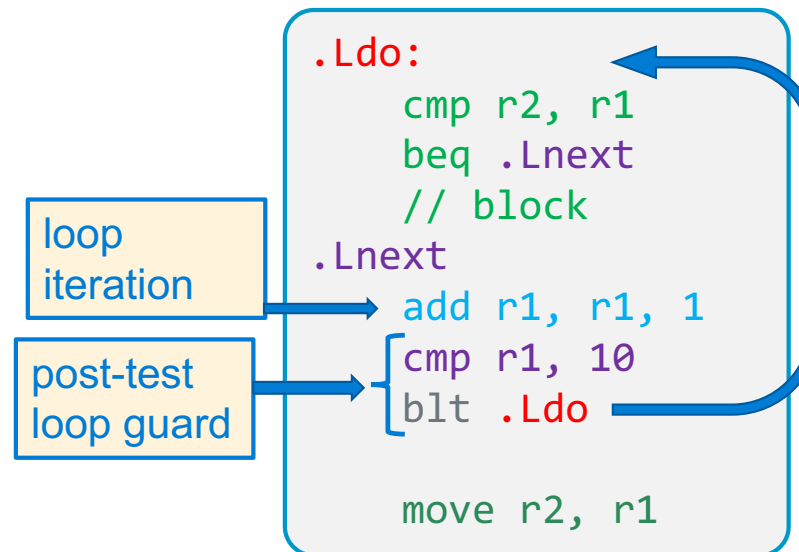 .Ldo:
cmp r2, r1
beq .Lnext
// block
.Lnext
loop
iteration
add r1, r1, 1
post-test
loop guard
cmp r1, 10
blt .Ldo
move r2, r1